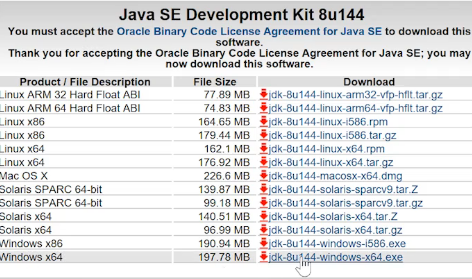 Java SE Development Kit 8u144
You must accept the Oracle Binary Code License Agreement for Java SE to download this
software.
Thank you for accepting the Oracle Binary Code License Agreement for Java SE; you may
now download this software.
Product / File Description File Size Download
Linux ARM 32 Hard Float ABI 77.89 MB jdk-8u144-linux-arm32-vfp-hflt.tar.gz
Linux ARM 64 Hard Float ABI 74.83 MB jdk-8u144-linux-arm64-vfp-hflt.tar.gz
Linux x86 164.65 MB jdk-8u144-linux-i586.rpm
Linux x86 179.44 MB jdk-8u144-linux-i586.tar.gz
Linux x64 162.1 MB jdk-8u144-linux-x64.rpm
Linux x64 176.92 MB jdk-8u144-linux-x64.tar.gz
Mac OS X 226.6 MB jdk-8u144-macosx-x64.dmg
Solaris SPARC 64-bit 139.87 MB jdk-8u144-solaris-sparcv9.tar.Z
Solaris SPARC 64-bit 99.18 MB jdk-8u144-solaris-sparcv9.tar.gz
Solaris x64 140.51 MB jdk-8u144-solaris-x64.tar.Z
Solaris x64 96.99 MB jdk-8u144-solaris-x64.tar.gz
Windows x86 190.94 MB jdk-8u144-windows-i586.exe
Windows x64 197.78 MB jdk-8u144-windows-x64.exe